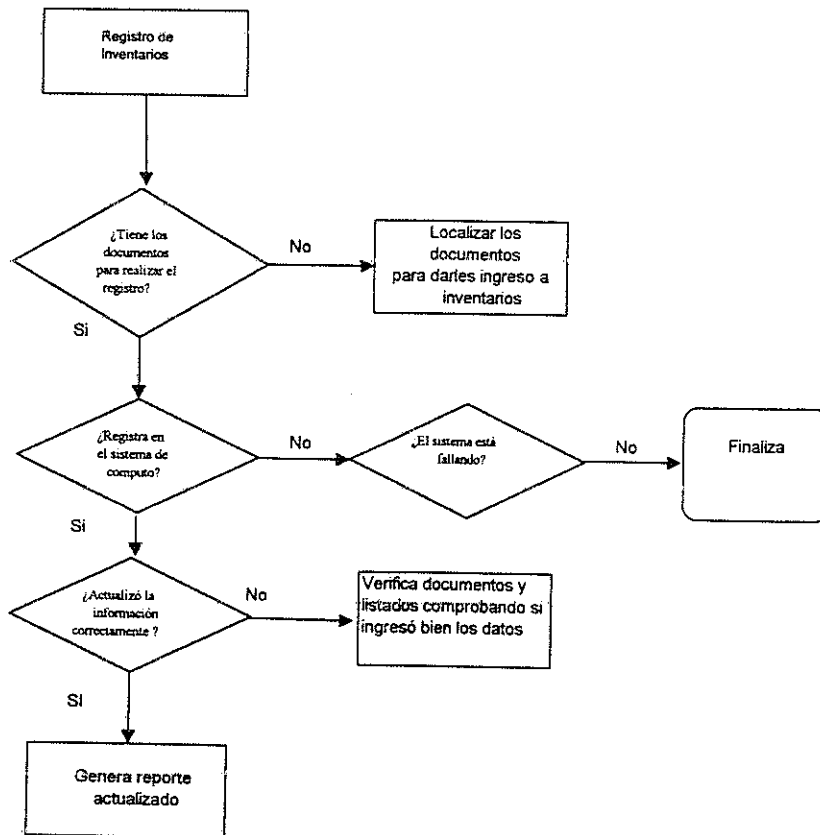 Registro de
Inventarios
¿Tiene los
documentos
para realizar el
registro?
No
Localizar los
documentos
para darles ingreso a
inventarios
Si
¿Registra en
el sistema de
computo?
No
¿El sistema está
fallando?
No
Finaliza
Si
¿Actualizó la
información
correctamente ?
No
Verifica documentos y
listados comprobando si
ingresó bien los datos
Si
Genera reporte
actualizado